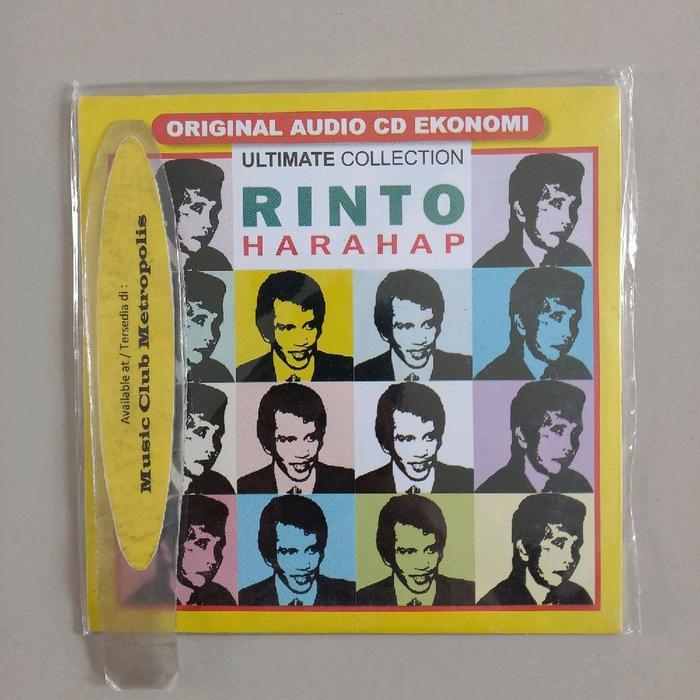 ORIGINAL AUDIO CD EKONOMI
ULTIMATE COLLECTION
RINTO
HARAHAP
Available at / Tersedia di :
Music Club Metropolis